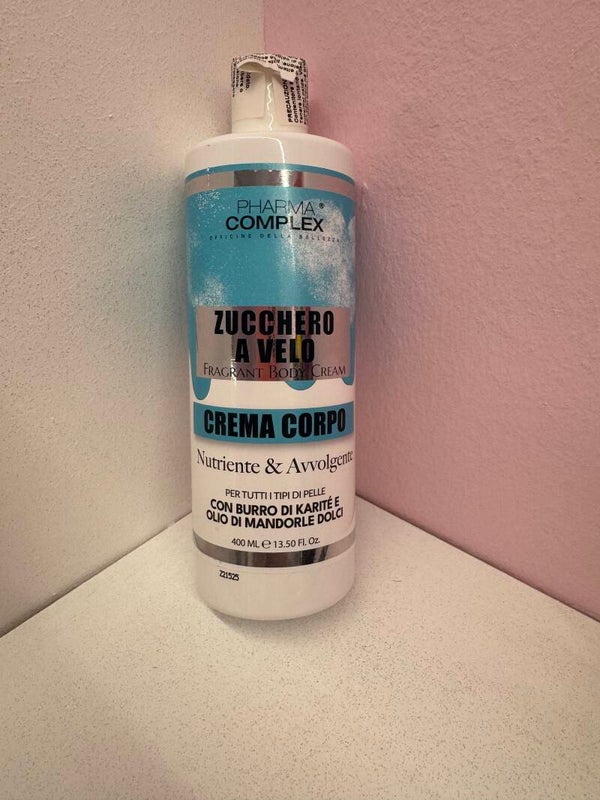 PRECAUZIONI
PHARMA®
COMPLEX
OFFICINE DELLA BELLEZZA
ZUCCHERO
A VELO
FRAGRANT BODY CREAM
CREMA CORPO
Nutriente & Avvolgente
PER TUTTI I TIPI DI PELLE
CON BURRO DI KARITÉ E
OLIO DI MANDORLE DOLCI
400 ML ℮ 13.50 Fl. Oz.